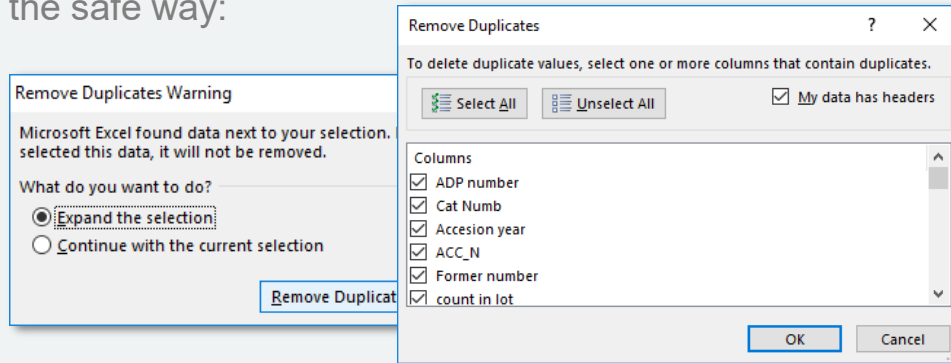 the safe way:
Remove Duplicates Warning
Microsoft Excel found data next to your selection.
selected this data, it will not be removed.
What do you want to do?
Expand the selection
Continue with the current selection
Remove Duplicat
Remove Duplicates ? X
To delete duplicate values, select one or more columns that contain duplicates.
Select All Unselect All My data has headers
Columns
ADP number
Cat Numb
Accesion year
ACC_N
Former number
count in lot
OK Cancel